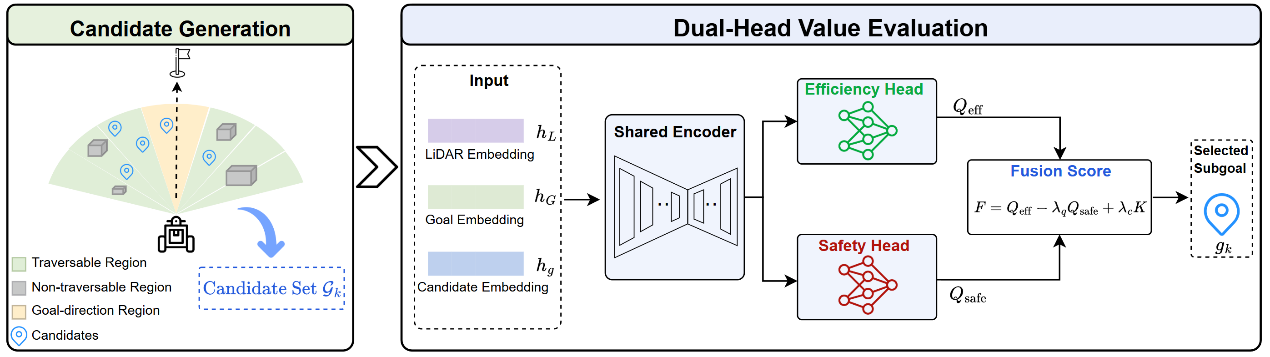 Candidate Generation
Traversable Region
Non-traversable Region
Goal-direction Region
Candidates
Candidate Set 𝒢ₖ
Dual-Head Value Evaluation
Input
h_L
LiDAR Embedding
h_G
Goal Embedding
h_g
Candidate Embedding
Shared Encoder
Efficiency Head
Q_eff
Safety Head
Q_safe
Fusion Score
F = Q_eff − λ_q Q_safe + λ_c K
Selected
Subgoal
g_k